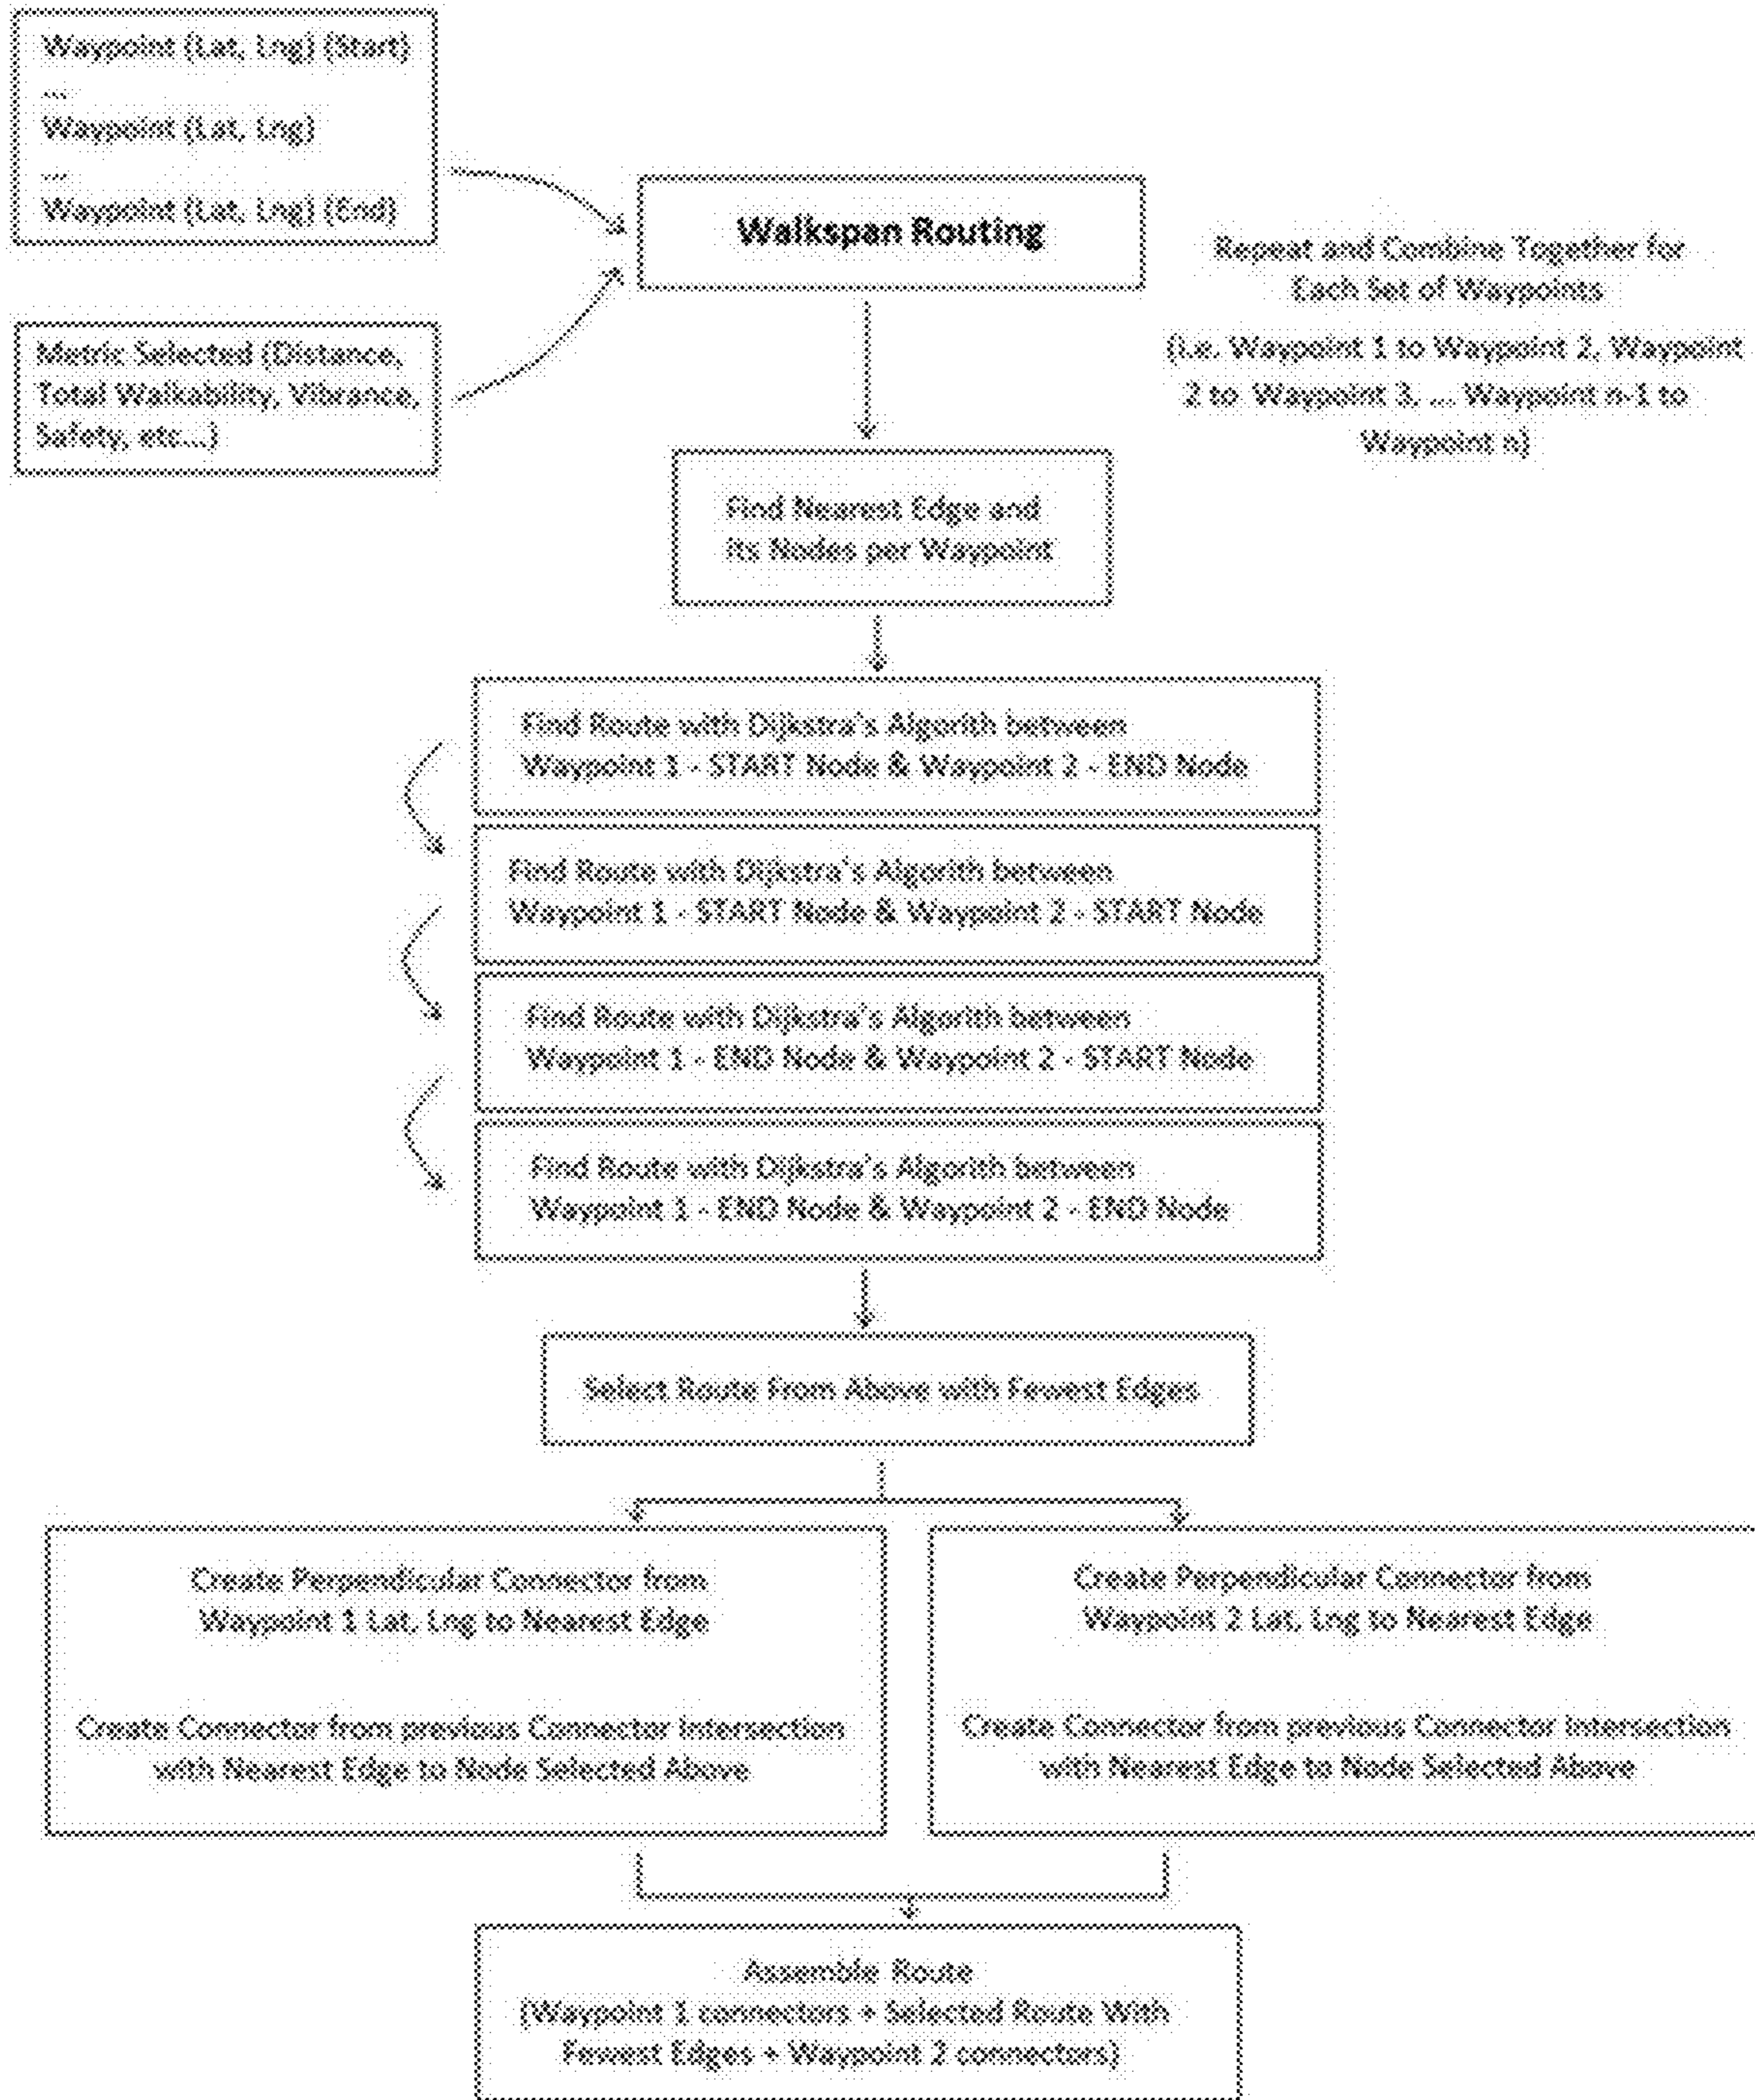 Waypoint (Lat, Lng) (Start)
...
Waypoint (Lat, Lng)
...
Waypoint (Lat, Lng) (End)
Metric Selected (Distance,
Total Walkability, Vibrance,
Safety, etc...)
Walkspan Routing
Repeat and Combine Together for
Each Set of Waypoints
(i.e. Waypoint 1 to Waypoint 2, Waypoint
2 to Waypoint 3, ... Waypoint n-1 to
Waypoint n)
Find Nearest Edge and
its Nodes per Waypoint
Find Route with Dijkstra's Algorith between
Waypoint 1 - START Node & Waypoint 2 - END Node
Find Route with Dijkstra's Algorith between
Waypoint 1 - START Node & Waypoint 2 - START Node
Find Route with Dijkstra's Algorith between
Waypoint 1 - END Node & Waypoint 2 - START Node
Find Route with Dijkstra's Algorith between
Waypoint 1 - END Node & Waypoint 2 - END Node
Select Route From Above with Fewest Edges
Create Perpendicular Connector from
Waypoint 1 Lat, Lng to Nearest Edge
Create Connector from previous Connector Intersection
with Nearest Edge to Node Selected Above
Create Perpendicular Connector from
Waypoint 2 Lat, Lng to Nearest Edge
Create Connector from previous Connector Intersection
with Nearest Edge to Node Selected Above
Assemble Route
(Waypoint 1 connectors + Selected Route With
Fewest Edges + Waypoint 2 connectors)